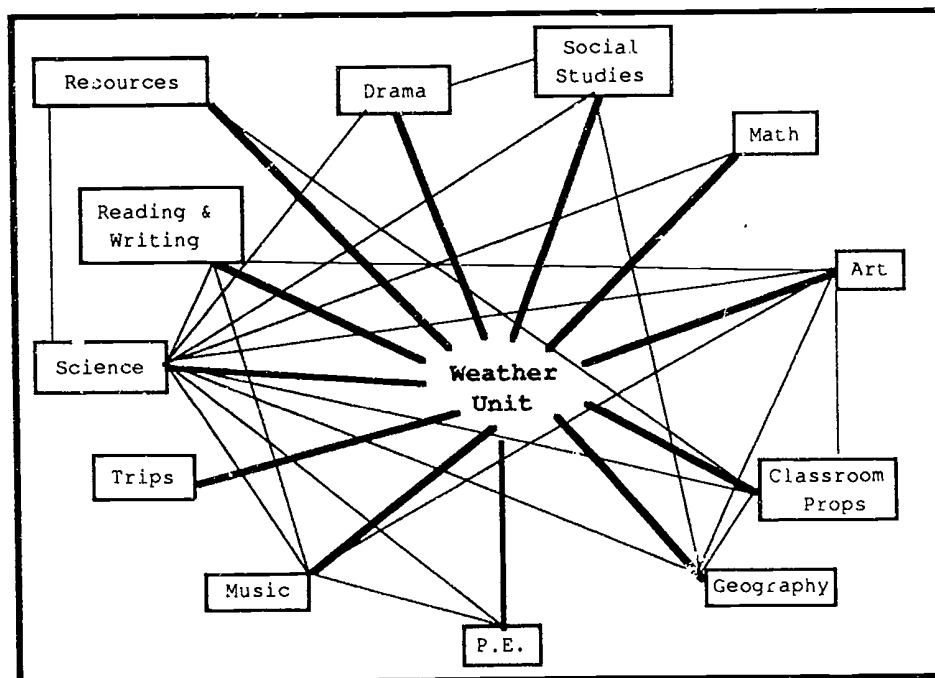 Social
Studies
Resources
Drama
Math
Reading &
Writing
Art
Science
Weather
Unit
Trips
Classroom
Props
Music
Geography
P.E.